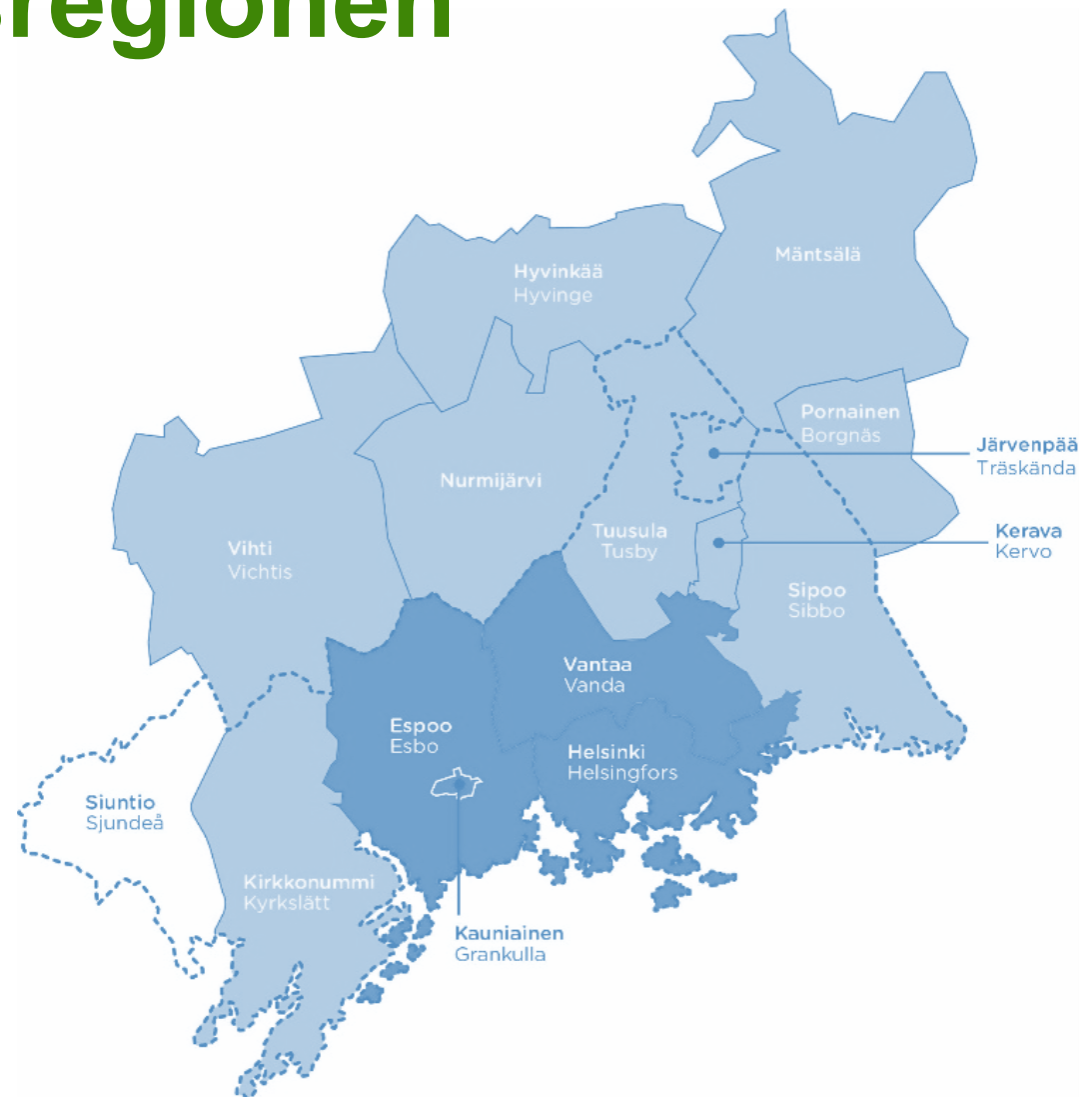 sregionen
Mäntsälä
Hyvinkää
Hyvinge
Pornainen
Borgnäs
Järvenpää
Träskända
Nurmijärvi
Tuusula
Tusby
Kerava
Kervo
Vihti
Vichtis
Sipoo
Sibbo
Vantaa
Vanda
Espoo
Esbo
Helsinki
Helsingfors
Siuntio
Sjundeå
Kirkkonummi
Kyrkslätt
Kauniainen
Grankulla